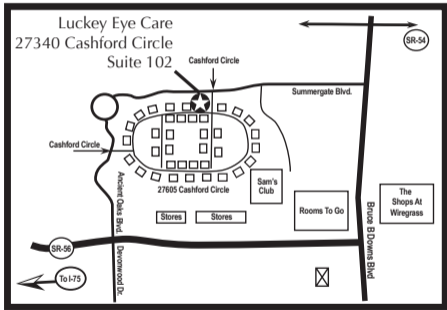 Luckey Eye Care
27340 Cashford Circle
Suite 102
SR-54
Cashford Circle
Summergate Blvd.
Cashford Circle
27605 Cashford Circle
Sam's
Club
Ancient Oaks Blvd.
Stores
Stores
Rooms To Go
The
Shops At
Wiregrass
Bruce B Downs Blvd
SR-56
Devonwood Dr.
To I-75